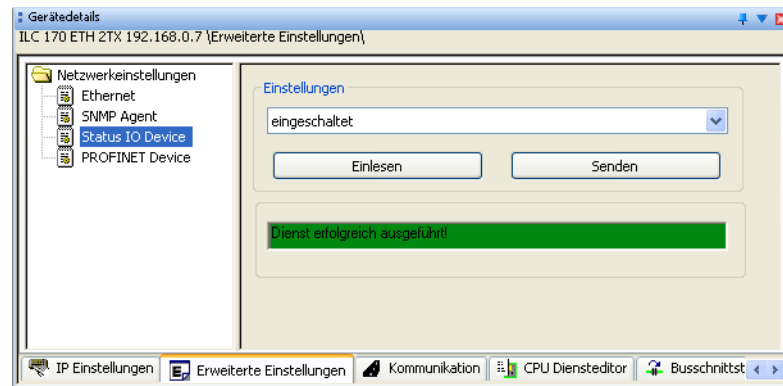 Gerätedetails
ILC 170 ETH 2TX 192.168.0.7 \Erweiterte Einstellungen\
Netzwerkeinstellungen
Ethernet
SNMP Agent
Status IO Device
PROFINET Device
Einstellungen
eingeschaltet
Einlesen
Senden
Dienst erfolgreich ausgeführt!
IP Einstellungen
Erweiterte Einstellungen
Kommunikation
CPU Diensteditor
Busschnittst